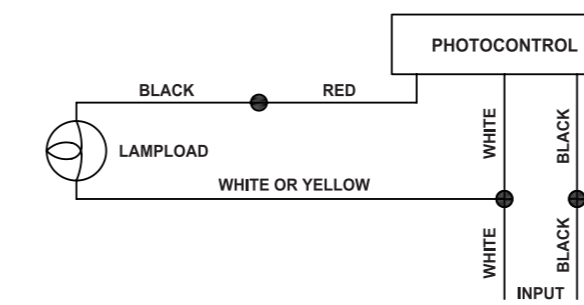 PHOTOCONTROL
BLACK
RED
LAMPLOAD
WHITE
BLACK
WHITE OR YELLOW
WHITE
BLACK
INPUT